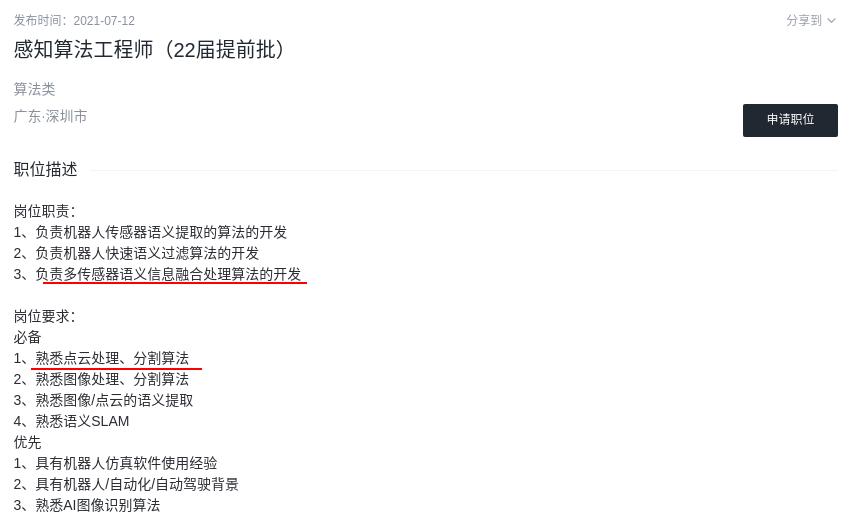 发布时间：2021-07-12
分享到
感知算法工程师（22届提前批）
算法类
广东·深圳市
申请职位
职位描述
岗位职责：
1、负责机器人传感器语义提取的算法的开发
2、负责机器人快速语义过滤算法的开发
3、负责多传感器语义信息融合处理算法的开发
岗位要求：
必备
1、熟悉点云处理、分割算法
2、熟悉图像处理、分割算法
3、熟悉图像/点云的语义提取
4、熟悉语义SLAM
优先
1、具有机器人仿真软件使用经验
2、具有机器人/自动化/自动驾驶背景
3、熟悉AI图像识别算法